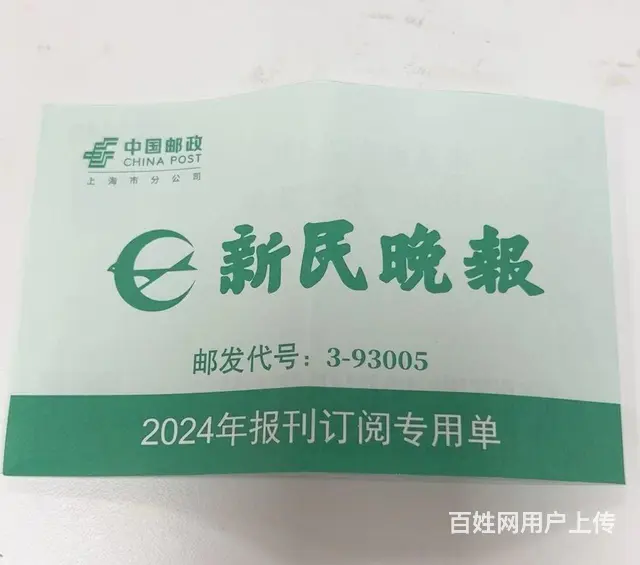 中国邮政
CHINA POST
上海市分公司
新民晚报
邮发代号：3-93005
2024年报刊订阅专用单
百姓网用户上传